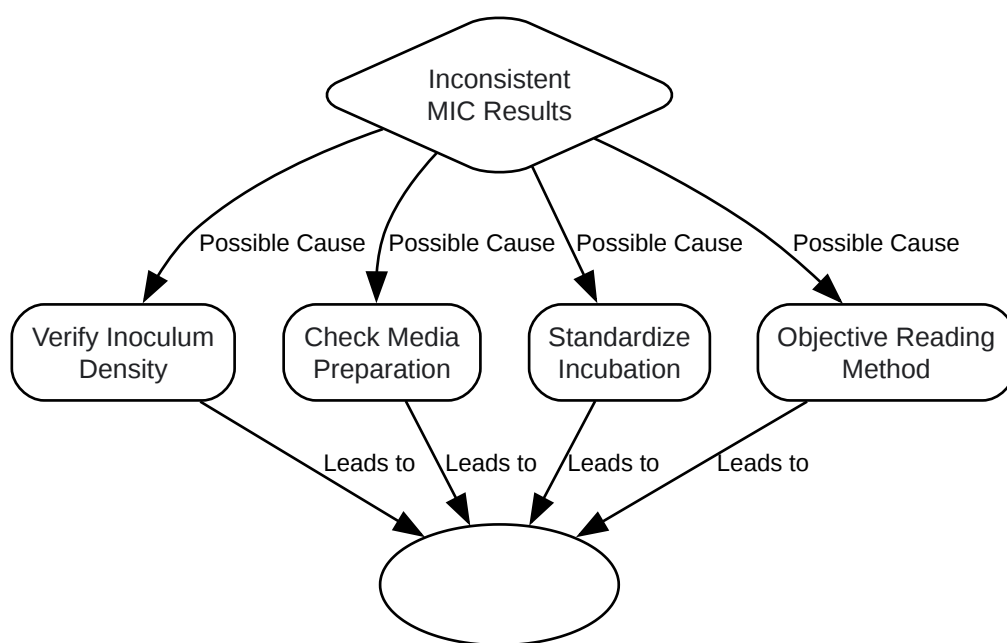 Inconsistent
MIC Results
Possible Cause
Possible Cause
Possible Cause
Possible Cause
Verify Inoculum
Density
Check Media
Preparation
Standardize
Incubation
Objective Reading
Method
Leads to
Leads to
Leads to
Leads to